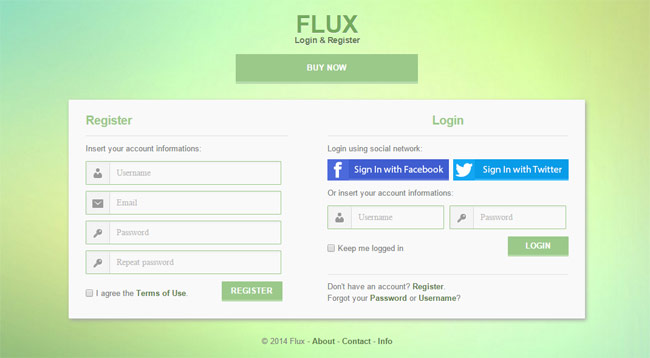 FLUX
Login & Register
BUY NOW
Register
Insert your account informations:
Username
Email
Password
Repeat password
I agree the Terms of Use.
REGISTER
Login
Login using social network:
f Sign In with Facebook
Sign In with Twitter
Or insert your account informations:
Username
Password
Keep me logged in
LOGIN
Don't have an account? Register.
Forgot your Password or Username?
© 2014 Flux - About - Contact - Info